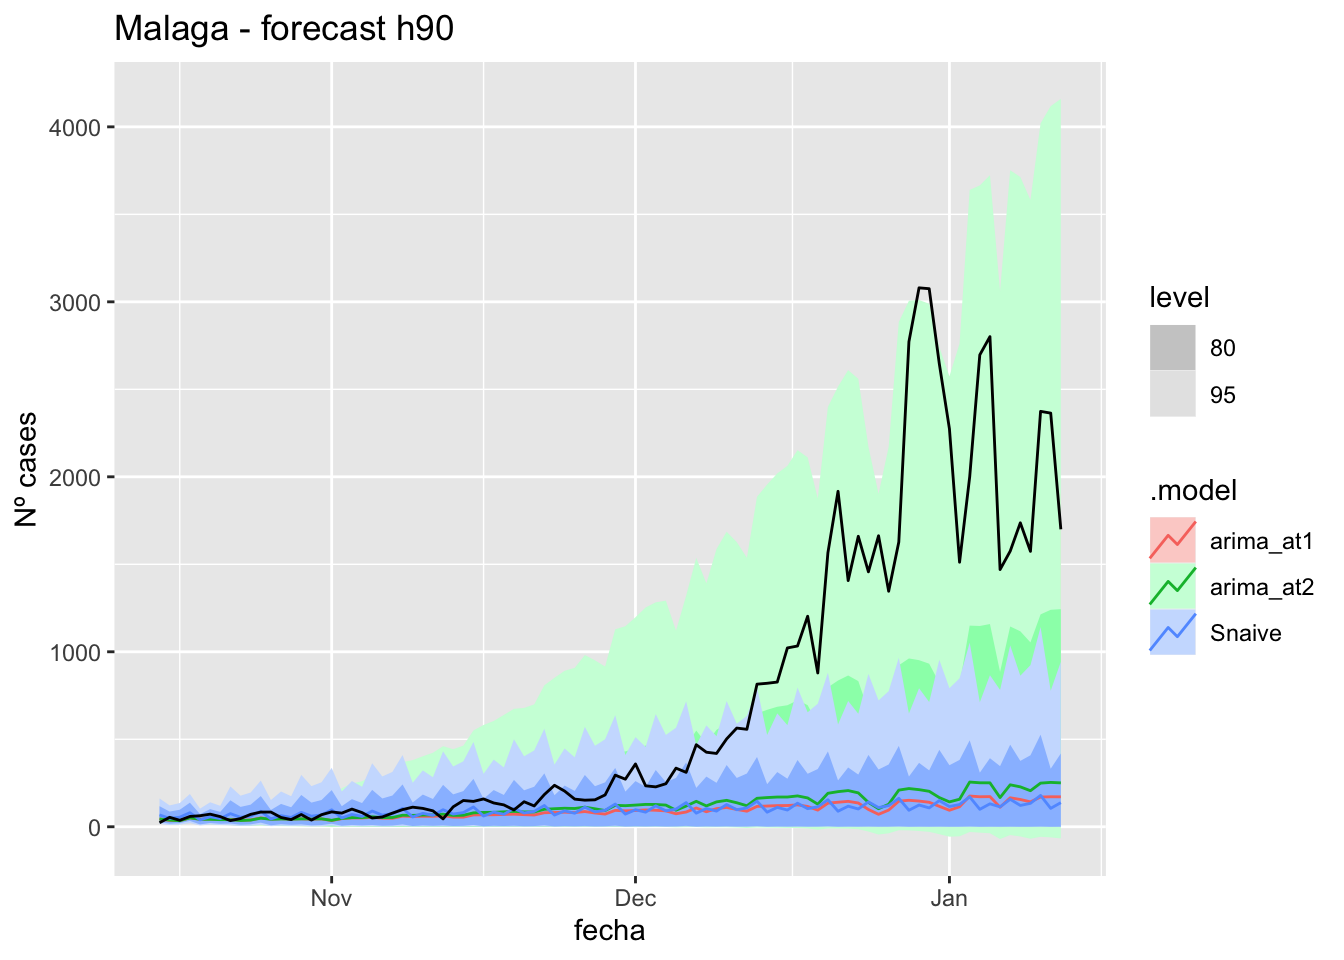 Malaga - forecast h90
4000
3000
2000
1000
0
Nº cases
Nov
Dec
Jan
fecha
level
80
95
.model
arima_at1
arima_at2
Snaive